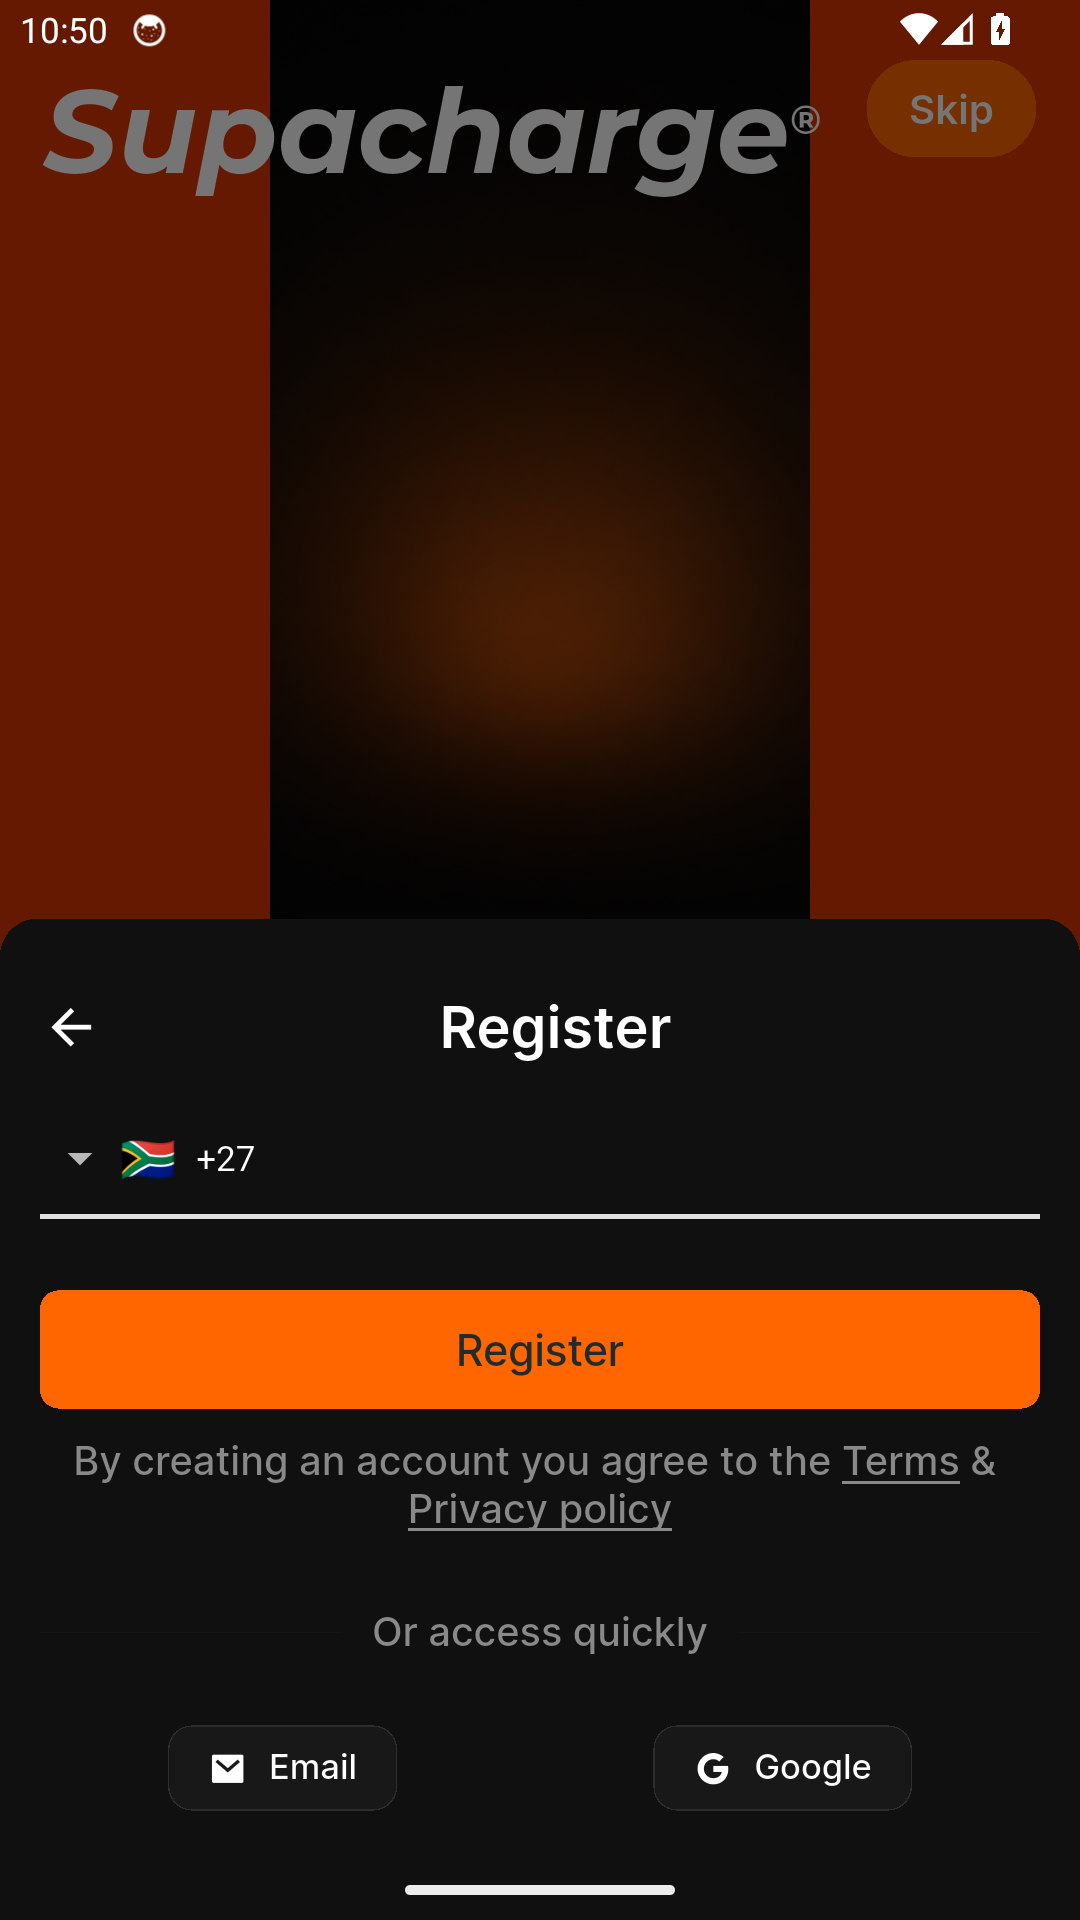 10:50
Supacharge®
Skip
Register
+27
Register
By creating an account you agree to the Terms &
Privacy policy
Or access quickly
Email
Google